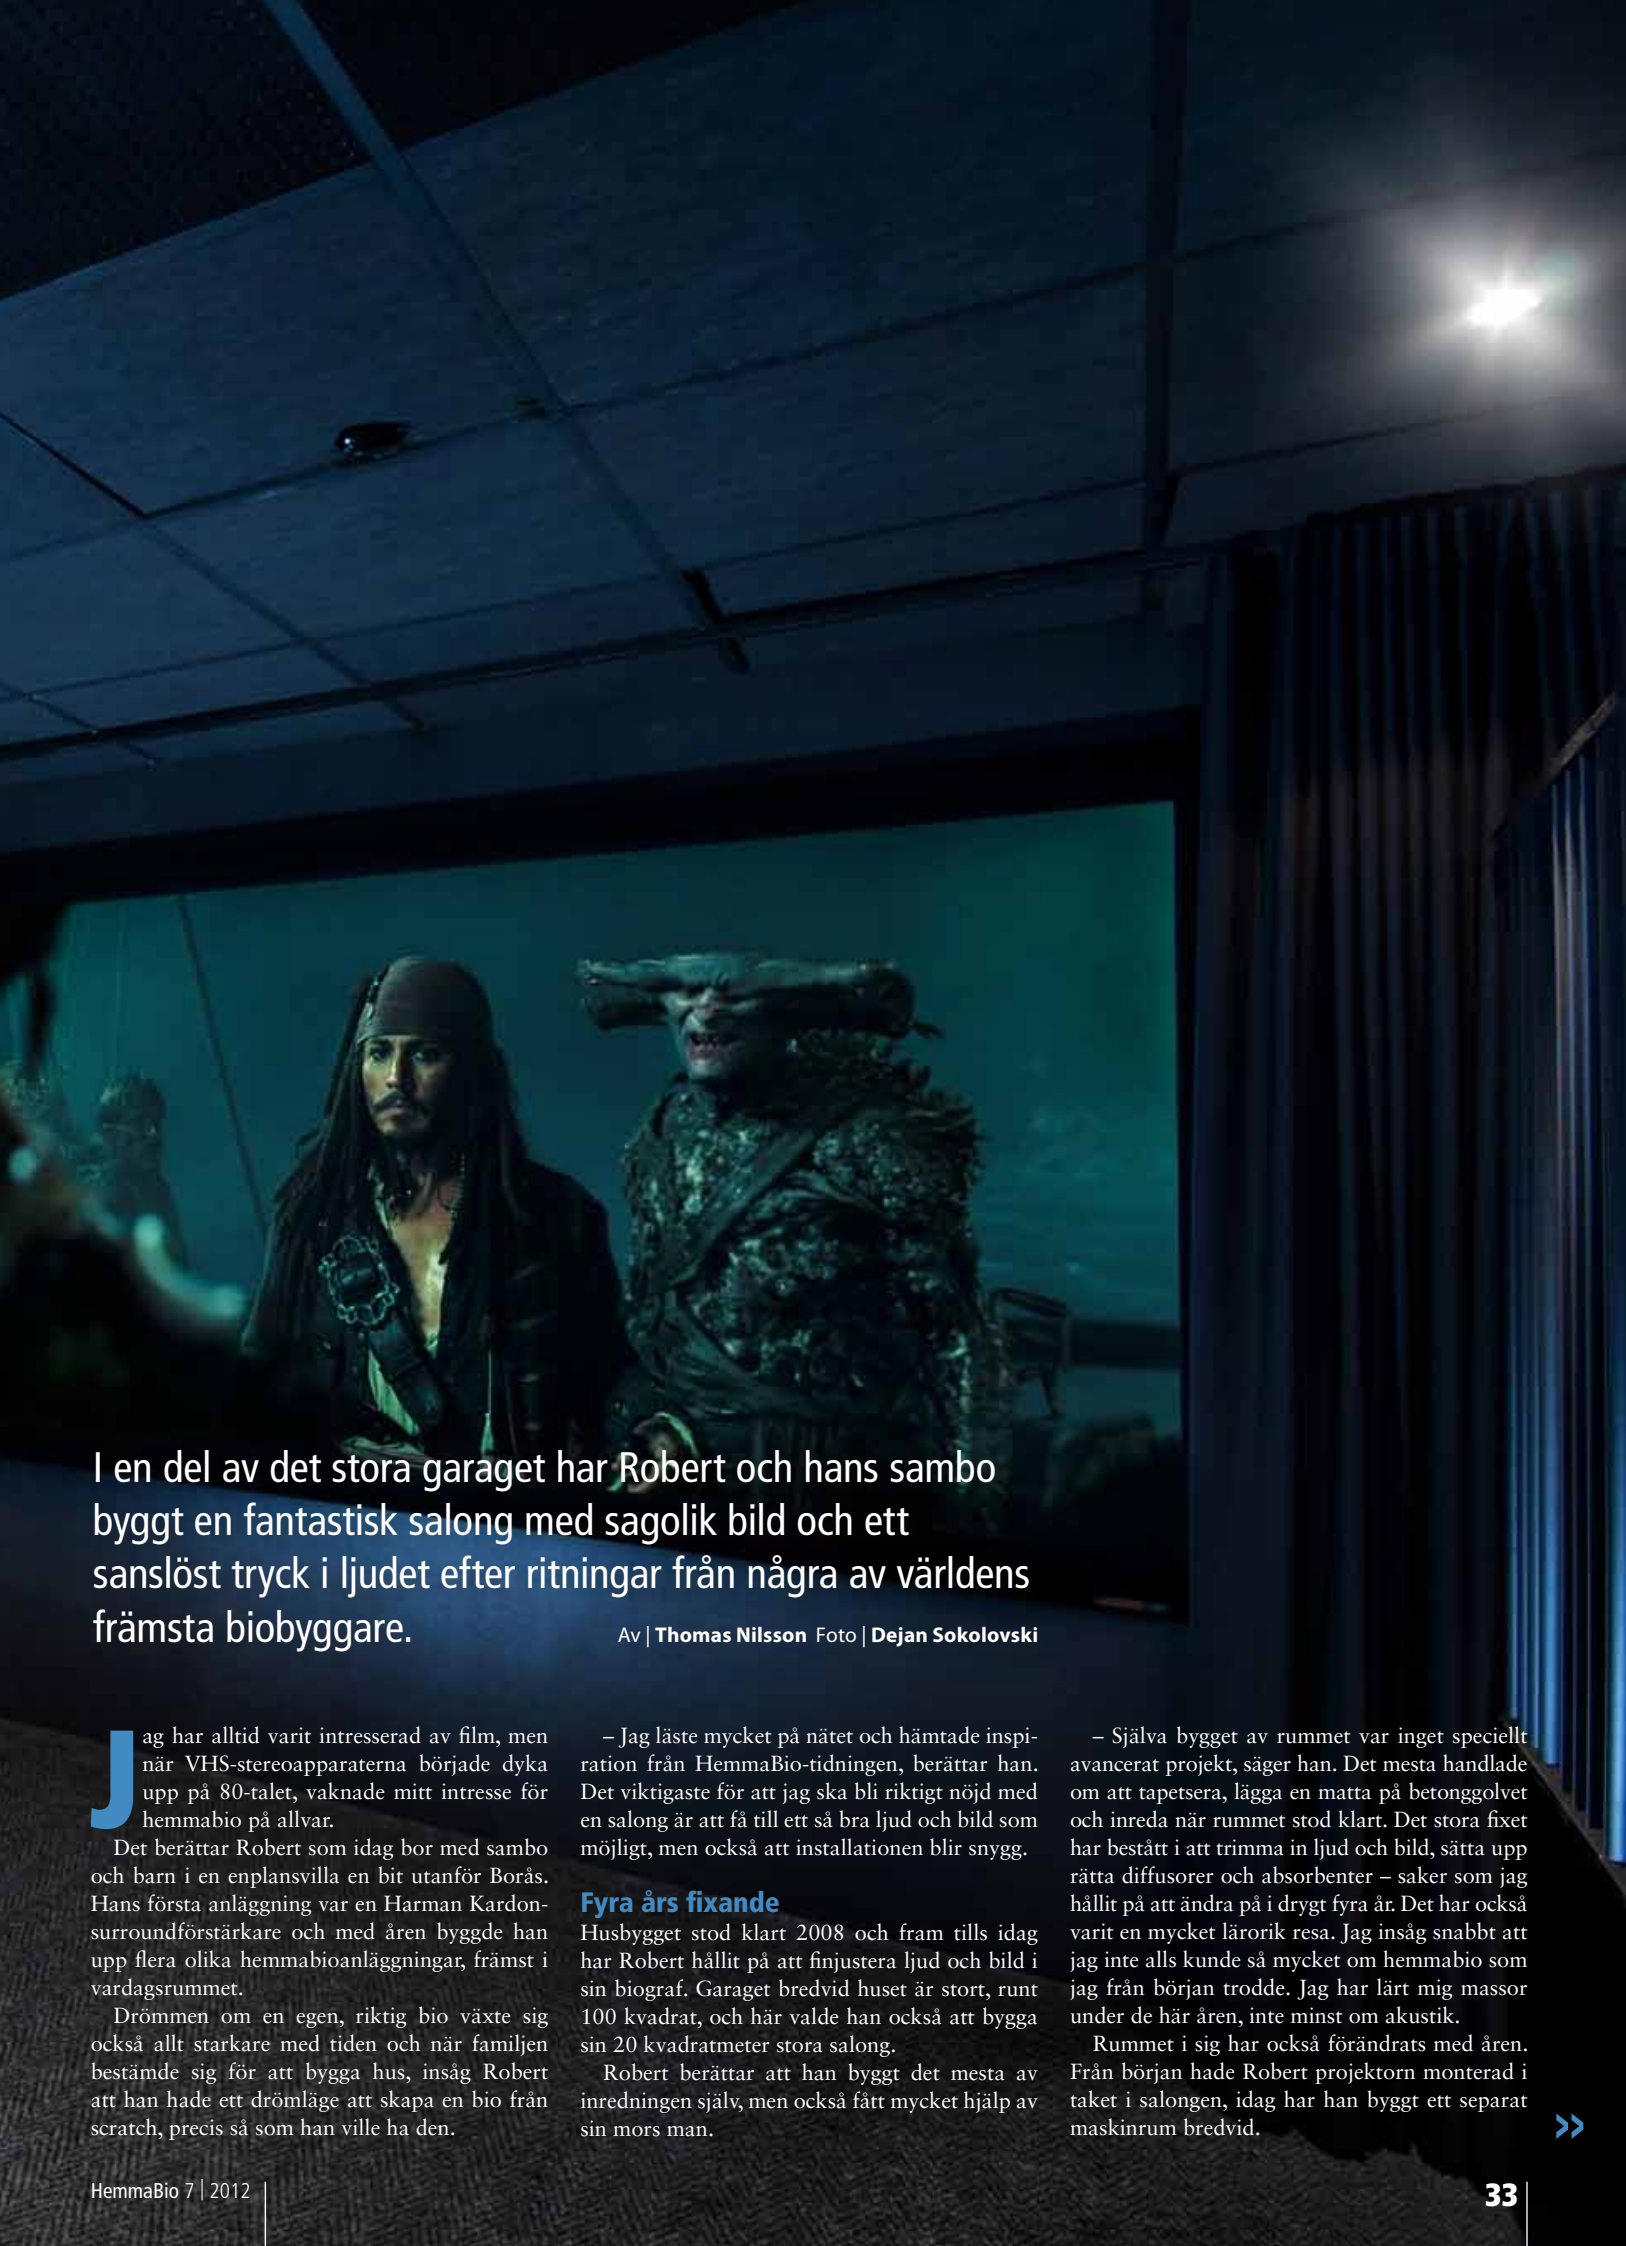 I en del av det stora garaget har Robert och hans sambo
byggt en fantastisk salong med sagolik bild och ett
sanslöst tryck i ljudet efter ritningar från några av världens
främsta biobyggare.
Av | Thomas Nilsson Foto | Dejan Sokolovski
Jag har alltid varit intresserad av film, men
när VHS-stereoapparaterna började dyka
upp på 80-talet, vaknade mitt intresse för
hemmabio på allvar.
Det berättar Robert som idag bor med sambo
och barn i en enplansvilla en bit utanför Borås.
Hans första anläggning var en Harman Kardon-
surroundförstärkare och med åren byggde han
upp flera olika hemmabioanläggningar, främst i
vardagsrummet.
Drömmen om en egen, riktig bio växte sig
också allt starkare med tiden och när familjen
bestämde sig för att bygga hus, insåg Robert
att han hade ett drömläge att skapa en bio från
scratch, precis så som han ville ha den.
– Jag läste mycket på nätet och hämtade inspi-
ration från HemmaBio-tidningen, berättar han.
Det viktigaste för att jag ska bli riktigt nöjd med
en salong är att få till ett så bra ljud och bild som
möjligt, men också att installationen blir snygg.
Fyra års fixande
Husbygget stod klart 2008 och fram tills idag
har Robert hållit på att finjustera ljud och bild i
sin biograf. Garaget bredvid huset är stort, runt
100 kvadrat, och här valde han också att bygga
sin 20 kvadratmeter stora salong.
Robert berättar att han byggt det mesta av
inredningen själv, men också fått mycket hjälp av
sin mors man.
– Själva bygget av rummet var inget speciellt
avancerat projekt, säger han. Det mesta handlade
om att tapetsera, lägga en matta på betonggolvet
och inreda när rummet stod klart. Det stora fixet
har bestått i att trimma in ljud och bild, sätta upp
rätta diffusorer och absorbenter – saker som jag
hållit på att ändra på i drygt fyra år. Det har också
varit en mycket lärorik resa. Jag insåg snabbt att
jag inte alls kunde så mycket om hemmabio som
jag från början trodde. Jag har lärt mig massor
under de här åren, inte minst om akustik.
Rummet i sig har också förändrats med åren.
Från början hade Robert projektorn monterad i
taket i salongen, idag har han byggt ett separat
maskinrum bredvid.
»
HemmaBio 7 | 2012
33